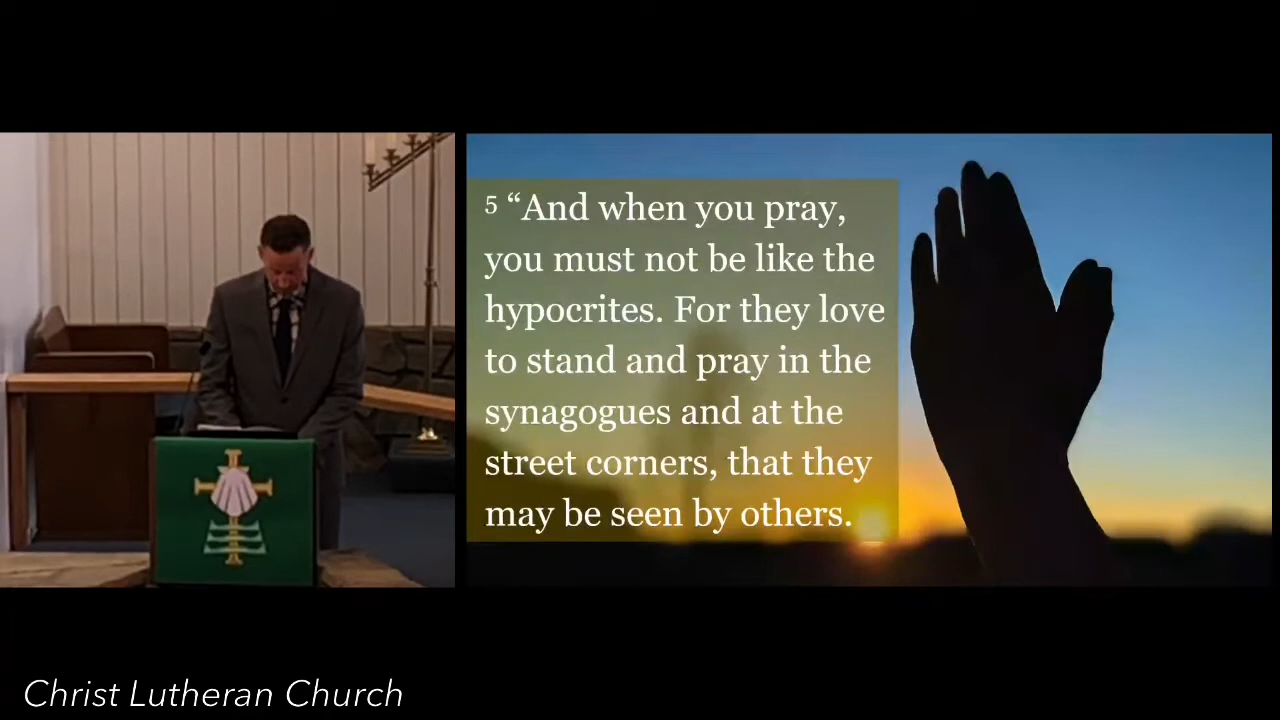 5 “And when you pray,
you must not be like the
hypocrites. For they love
to stand and pray in the
synagogues and at the
street corners, that they
may be seen by others.
Christ Lutheran Church